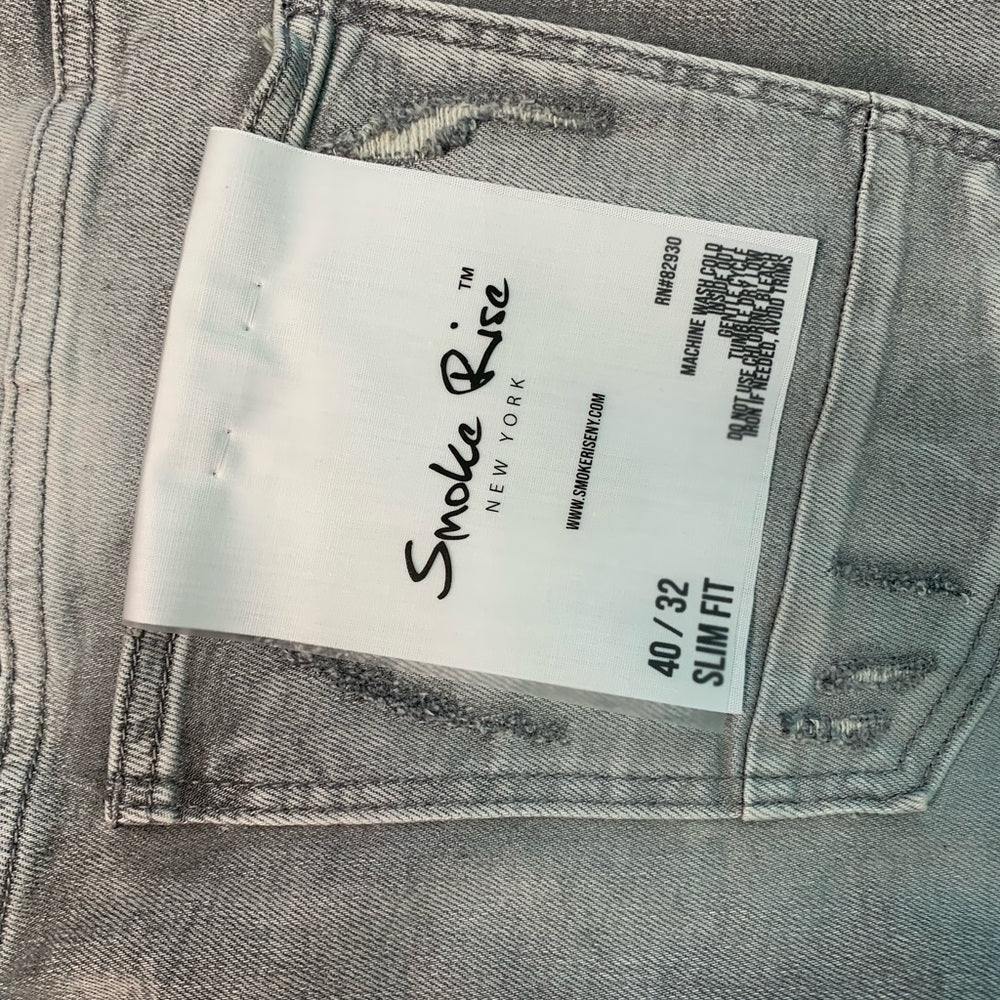 Smoke Rise™
NEW YORK
WWW.SMOKERISENY.COM
40 / 32
SLIM FIT
RN#82930
MACHINE WASH COLD
INSIDE OUT
GENTLE CYCLE
TUMBLE DRY LOW
DO NOT USE CHLORINE BLEACH
IRON IF NEEDED, AVOID TRIMS